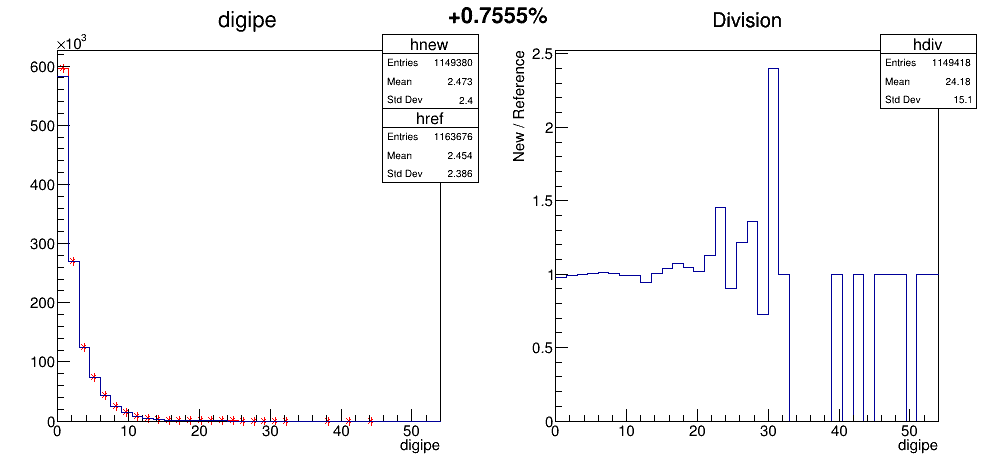 +0.7555%
digipe
×10³
hnew
Entries 1149380
Mean 2.473
Std Dev 2.4
href
Entries 1163676
Mean 2.454
Std Dev 2.386
600
500
400
300
200
100
0
0 10 20 30 40 50
digipe
Division
hdiv
Entries 1149418
Mean 24.18
Std Dev 15.1
New / Reference
2.5
2
1.5
1
0.5
0
0 10 20 30 40 50
digipe